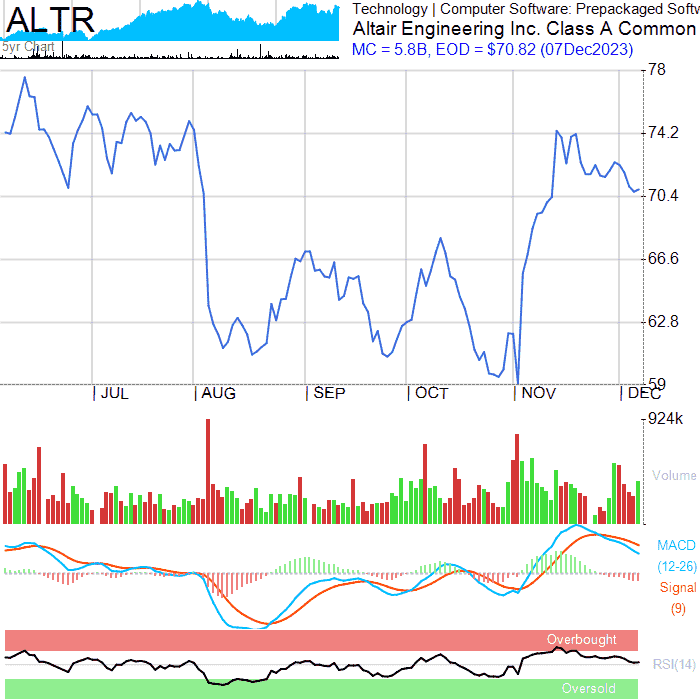 ALTR
5yr Chart
Technology | Computer Software: Prepackaged Softw
Altair Engineering Inc. Class A Common
MC = 5.8B, EOD = $70.82 (07Dec2023)
78
74.2
70.4
66.6
62.8
59
JUL
AUG
SEP
OCT
NOV
DEC
924k
Volume
MACD
(12-26)
Signal
(9)
Overbought
RSI(14)
Oversold